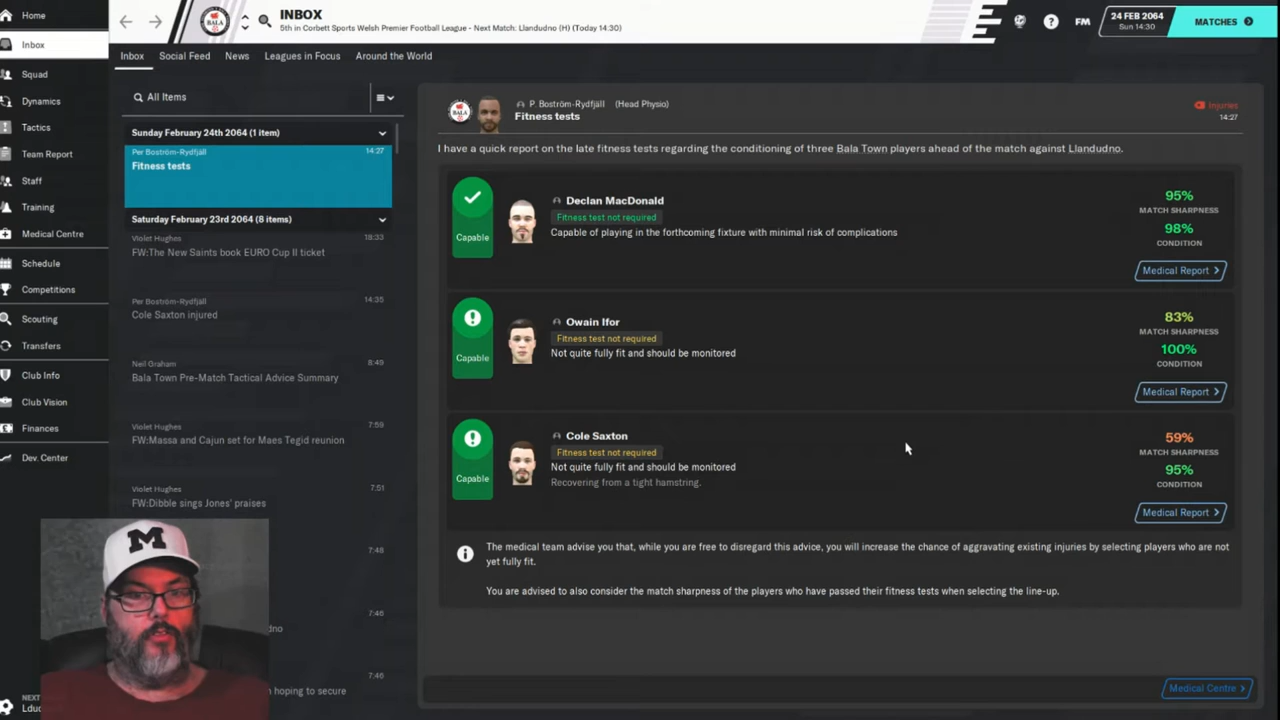 Home
Inbox
Squad
Dynamics
Tactics
Team Report
Staff
Training
Medical Centre
Schedule
Competitions
Scouting
Transfers
Club Info
Club Vision
Finances
Dev. Center
NEXT
BALA
INBOX
5th in Corbett Sports Welsh Premier Football League - Next Match: Llandudno (H) (Today 14:30)
?
FM
24 FEB 2064
Sun 14:30
MATCHES
Inbox
Social Feed
News
Leagues in Focus
Around the World
All Items
Sunday February 24th 2064 (1 item)
Per Boström-Rydfjäll
14:27
Fitness tests
Saturday February 23rd 2064 (8 items)
Violet Hughes
18:33
FW:The New Saints book EURO Cup II ticket
Per Boström-Rydfjäll
14:35
Cole Saxton injured
Neil Graham
8:49
Bala Town Pre-Match Tactical Advice Summary
Violet Hughes
7:59
FW:Massa and Cajun set for Maes Tegid reunion
Violet Hughes
7:51
FW:Dibble sings Jones' praises
7:48
7:46
dno
7:46
n hoping to secure
M
BALA
P. Boström-Rydfjäll (Head Physio)
Fitness tests
Injuries
14:27
I have a quick report on the late fitness tests regarding the conditioning of three Bala Town players ahead of the match against Llandudno.
Capable
Declan MacDonald
Fitness test not required
Capable of playing in the forthcoming fixture with minimal risk of complications
95%
MATCH SHARPNESS
98%
CONDITION
Medical Report
Capable
Owain Ifor
Fitness test not required
Not quite fully fit and should be monitored
83%
MATCH SHARPNESS
100%
CONDITION
Medical Report
Capable
Cole Saxton
Fitness test not required
Not quite fully fit and should be monitored
Recovering from a tight hamstring.
59%
MATCH SHARPNESS
95%
CONDITION
Medical Report
The medical team advise you that, while you are free to disregard this advice, you will increase the chance of aggravating existing injuries by selecting players who are not
yet fully fit.
You are advised to also consider the match sharpness of the players who have passed their fitness tests when selecting the line-up.
Medical Centre